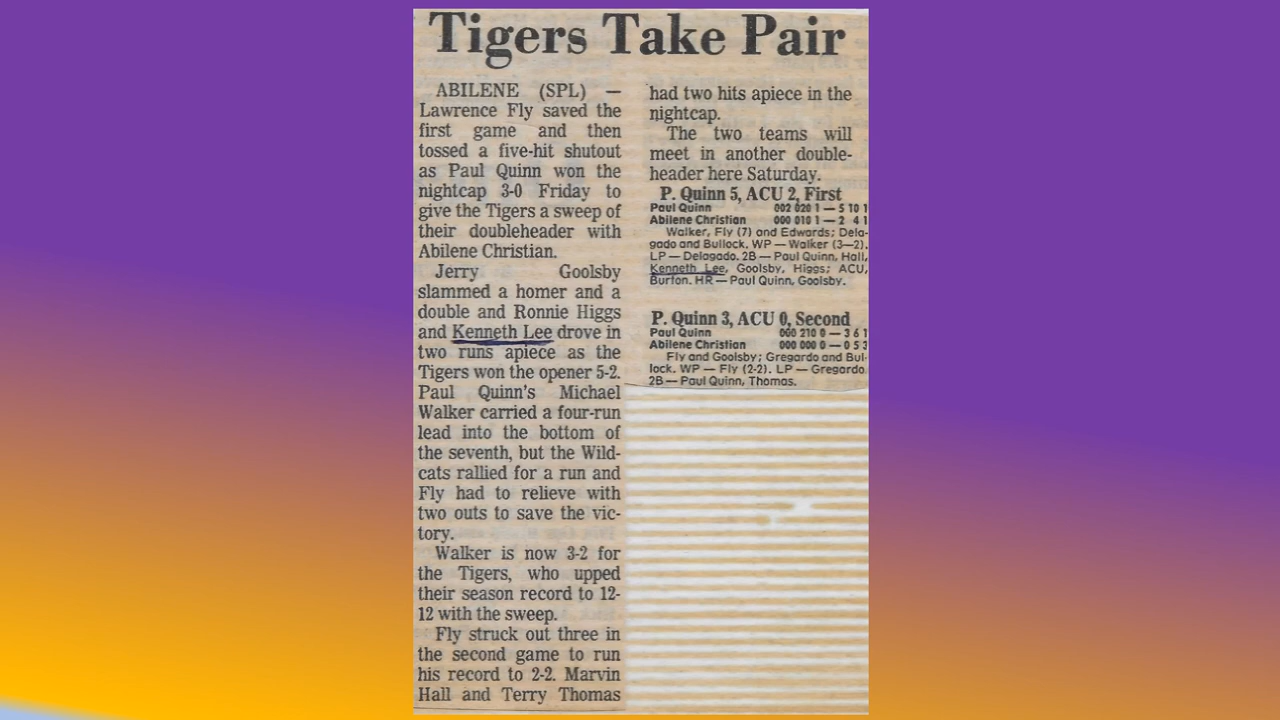 Tigers Take Pair
ABILENE (SPL) —
Lawrence Fly saved the
first game and then
tossed a five-hit shutout
as Paul Quinn won the
nightcap 3-0 Friday to
give the Tigers a sweep of
their doubleheader with
Abilene Christian.
Jerry Goolsby
slammed a homer and a
double and Ronnie Higgs
and Kenneth Lee drove in
two runs apiece as the
Tigers won the opener 5-2.
Paul Quinn's Michael
Walker carried a four-run
lead into the bottom of
the seventh, but the Wild-
cats rallied for a run and
Fly had to relieve with
two outs to save the vic-
tory.
Walker is now 3-2 for
the Tigers, who upped
their season record to 12-
12 with the sweep.
Fly struck out three in
the second game to run
his record to 2-2. Marvin
Hall and Terry Thomas
had two hits apiece in the
nightcap.
The two teams will
meet in another double-
header here Saturday.
P. Quinn 5, ACU 2, First
Paul Quinn 002 020 1 — 5 10 1
Abilene Christian 000 010 1 — 2 4 1
Walker, Fly (7) and Edwards; Dela-
gado and Bullock. WP — Walker (3—2).
LP — Delagado. 2B — Paul Quinn, Hall,
Kenneth Lee, Goolsby, Higgs; ACU,
Burton. HR — Paul Quinn, Goolsby.
P. Quinn 3, ACU 0, Second
Paul Quinn 000 210 0 — 3 6 1
Abilene Christian 000 000 0 — 0 5 3
Fly and Goolsby; Gregardo and Bul-
lock. WP — Fly (2-2). LP — Gregardo
2B — Paul Quinn, Thomas.